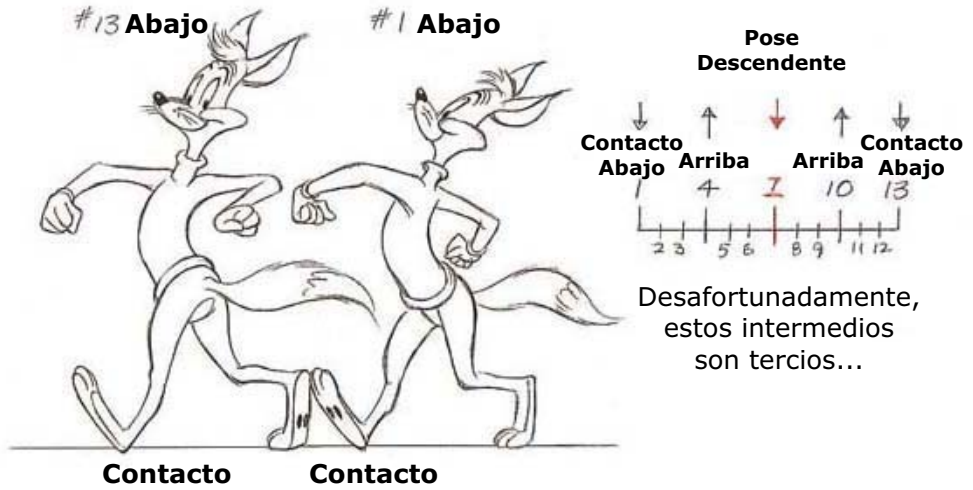 #13 Abajo
#1 Abajo
Pose
Descendente
Contacto
Abajo
Arriba
Arriba
Contacto
Abajo
1 4 7 10 13
2 3 5 6 8 9 11 12
Desafortunadamente,
estos intermedios
son tercios...
Contacto
Contacto